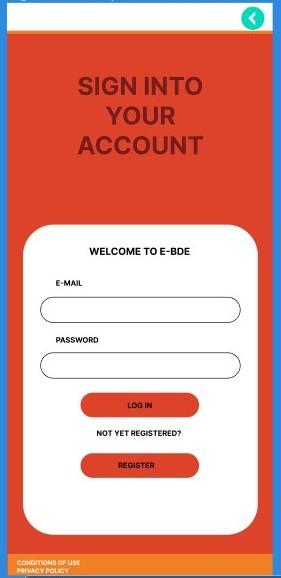 SIGN INTO
YOUR
ACCOUNT
WELCOME TO E-BDE
E-MAIL
PASSWORD
LOG IN
NOT YET REGISTERED?
REGISTER
CONDITIONS OF USE
PRIVACY POLICY